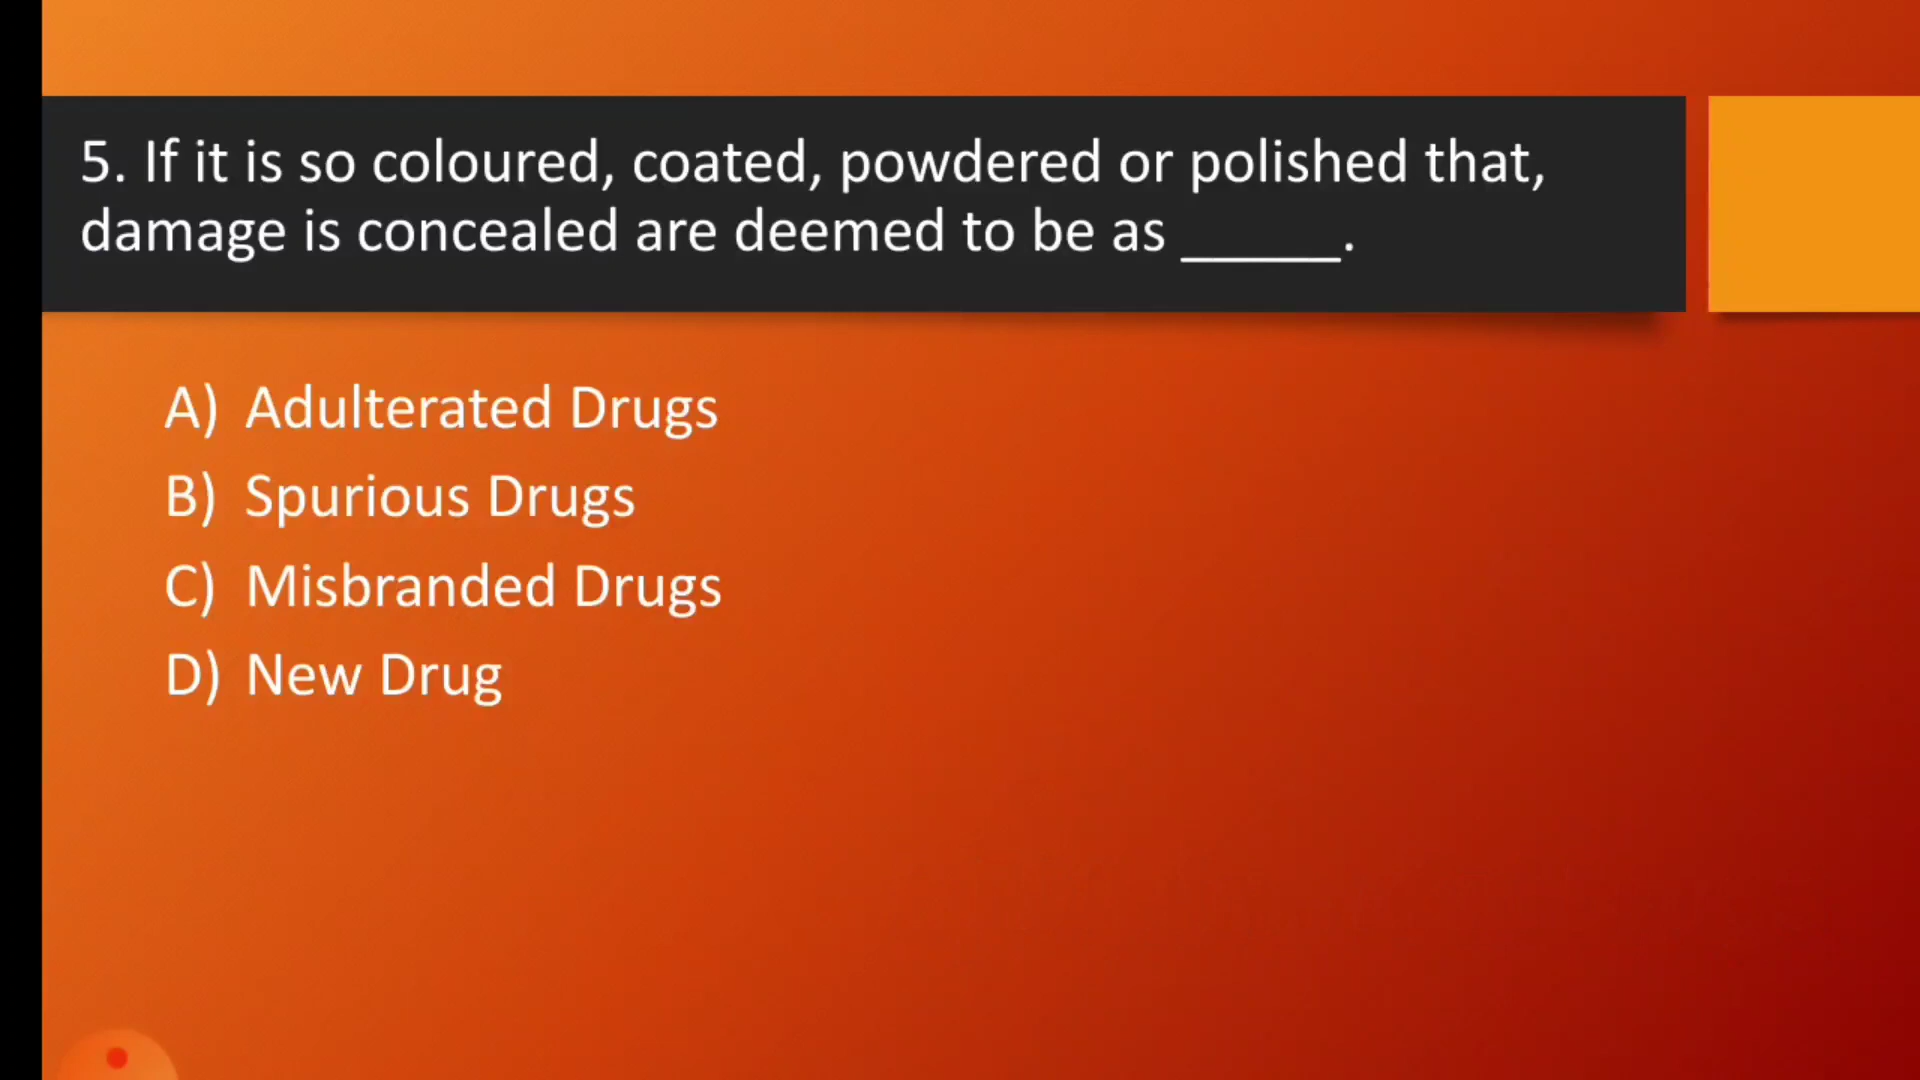 5. If it is so coloured, coated, powdered or polished that,
damage is concealed are deemed to be as _____.
A) Adulterated Drugs
B) Spurious Drugs
C) Misbranded Drugs
D) New Drug